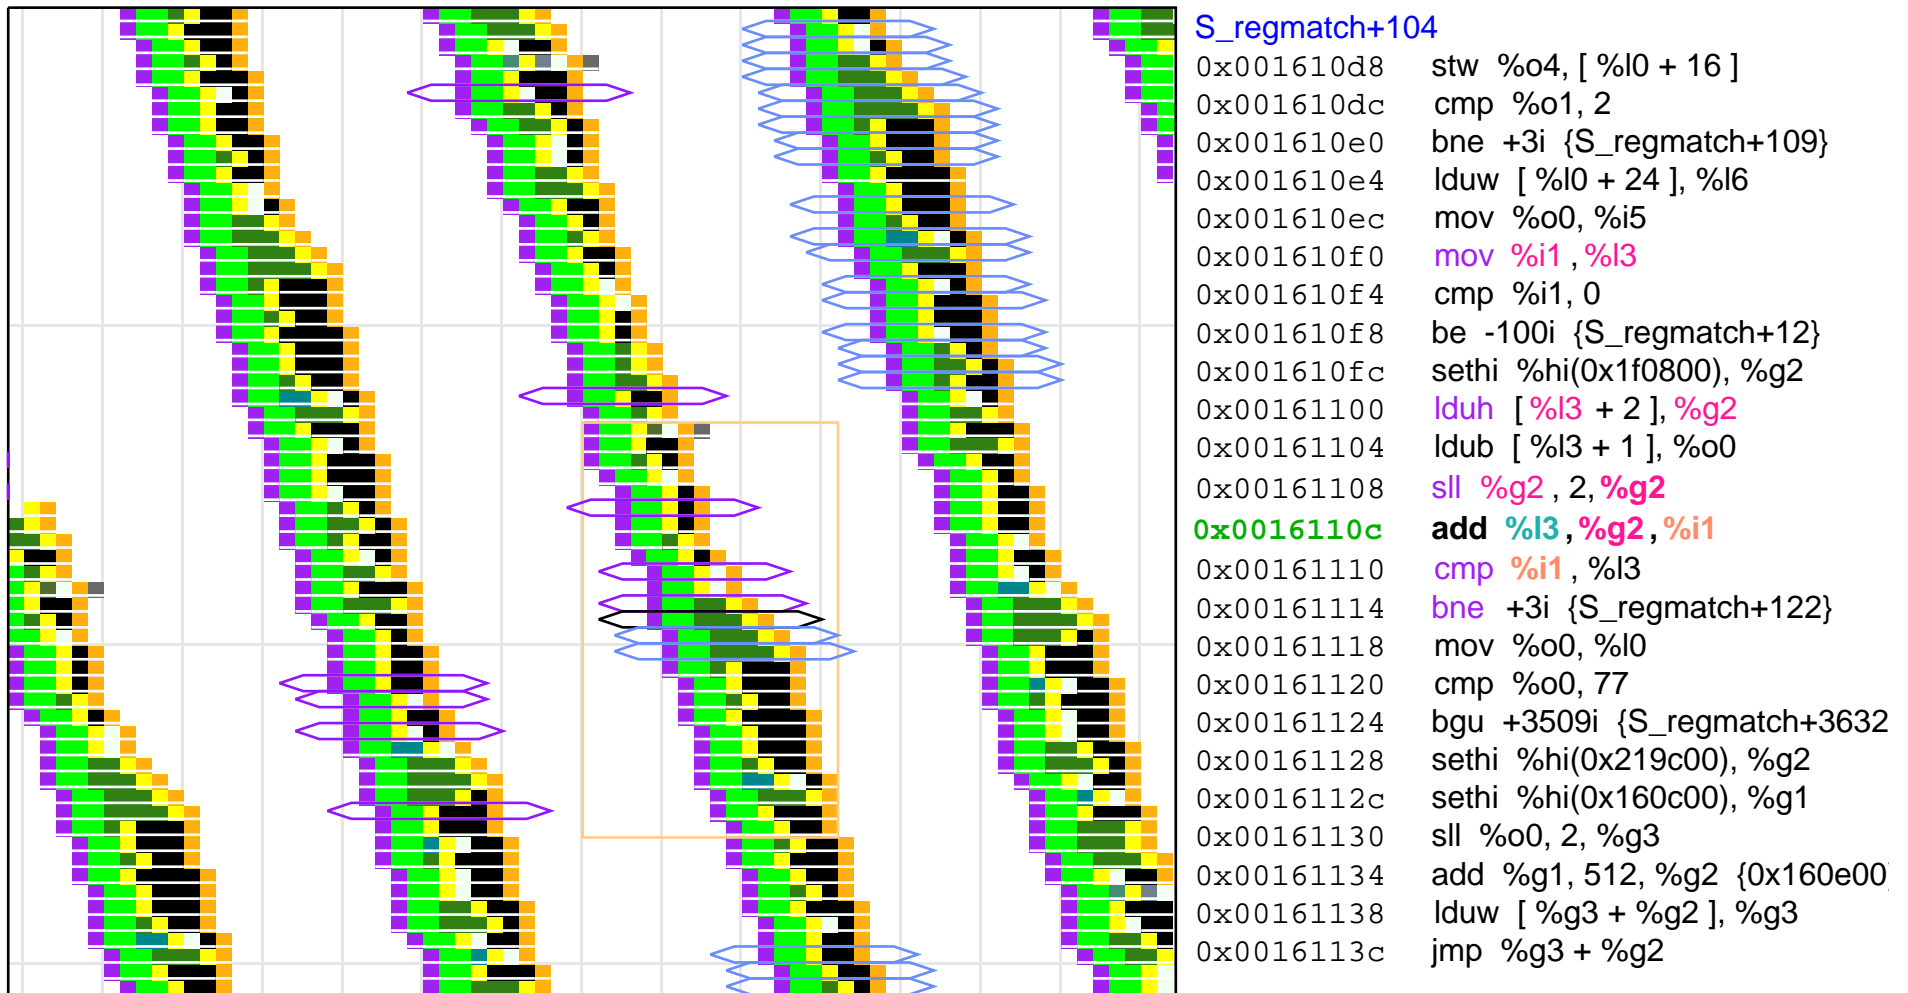 S_regmatch+104
0x001610d8 stw %o4, [ %l0 + 16 ]
0x001610dc cmp %o1, 2
0x001610e0 bne +3i {S_regmatch+109}
0x001610e4 lduw [ %l0 + 24 ], %l6
0x001610ec mov %o0, %i5
0x001610f0 mov %i1 , %l3
0x001610f4 cmp %i1, 0
0x001610f8 be -100i {S_regmatch+12}
0x001610fc sethi %hi(0x1f0800), %g2
0x00161100 lduh [ %l3 + 2 ], %g2
0x00161104 ldub [ %l3 + 1 ], %o0
0x00161108 sll %g2 , 2, %g2
0x0016110c add %l3 , %g2 , %i1
0x00161110 cmp %i1 , %l3
0x00161114 bne +3i {S_regmatch+122}
0x00161118 mov %o0, %l0
0x00161120 cmp %o0, 77
0x00161124 bgu +3509i {S_regmatch+3632
0x00161128 sethi %hi(0x219c00), %g2
0x0016112c sethi %hi(0x160c00), %g1
0x00161130 sll %o0, 2, %g3
0x00161134 add %g1, 512, %g2 {0x160e00}
0x00161138 lduw [ %g3 + %g2 ], %g3
0x0016113c jmp %g3 + %g2